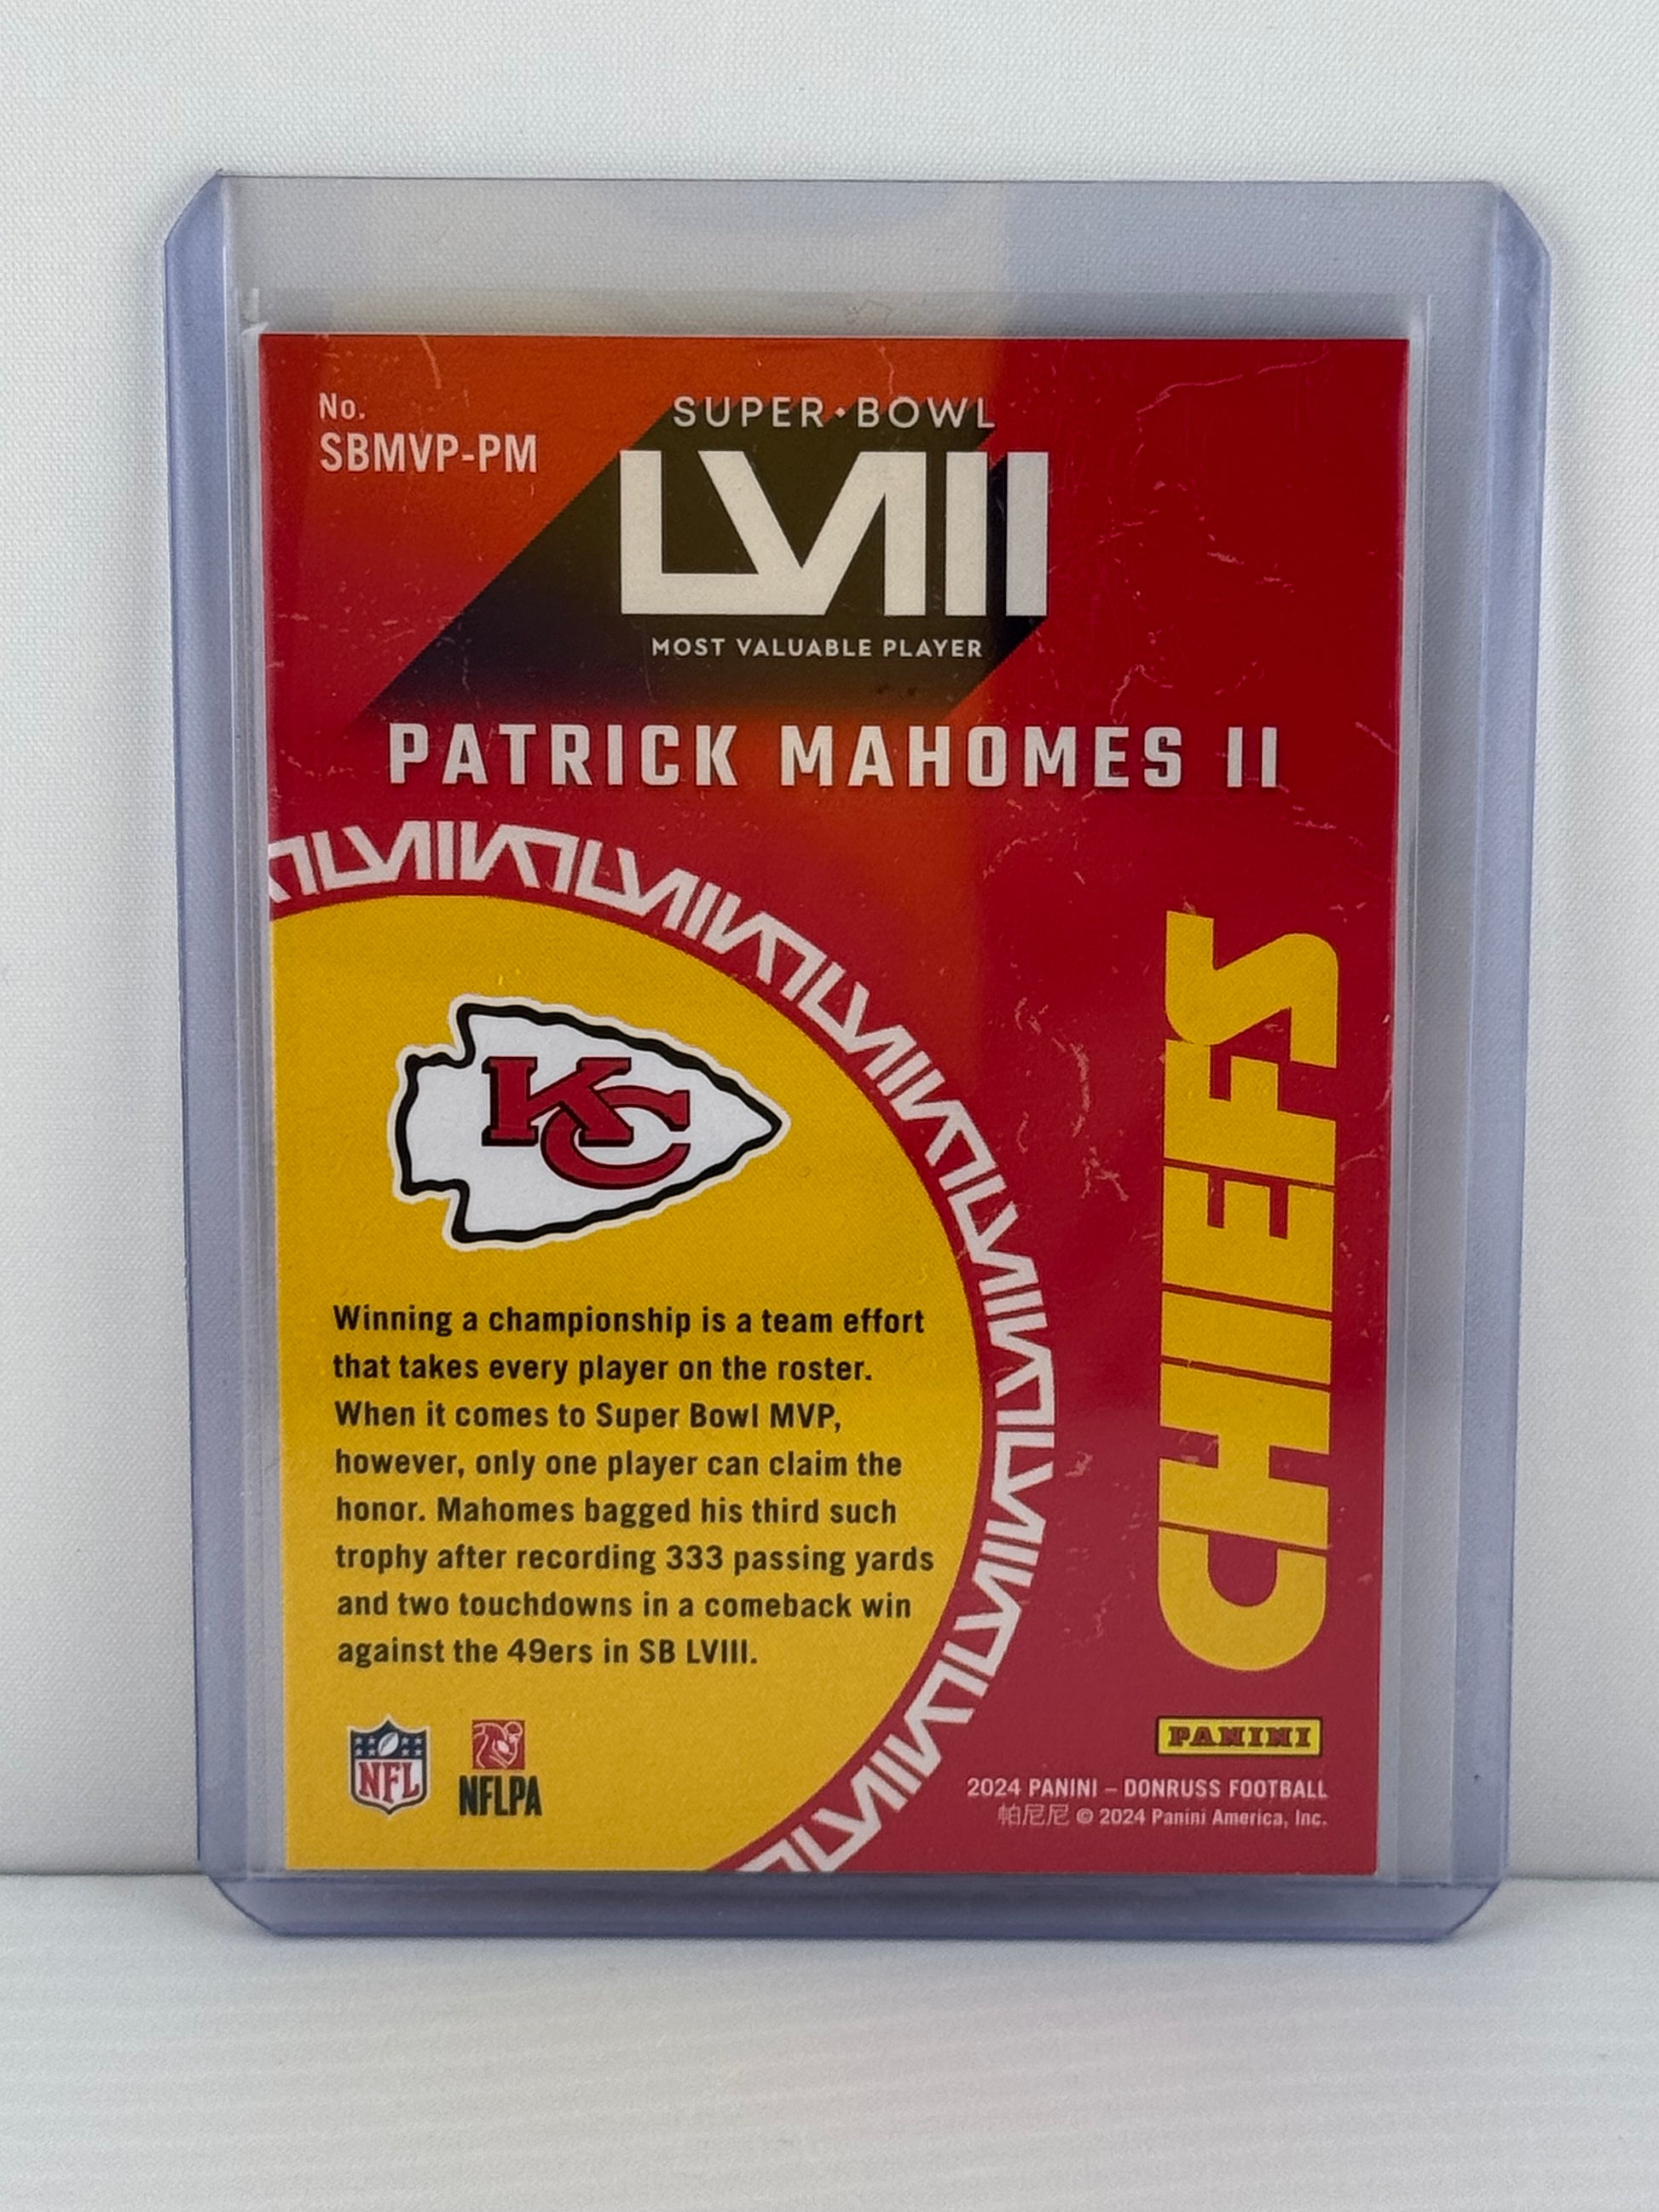 No.
SBMVP-PM
SUPER•BOWL
LVIII
MOST VALUABLE PLAYER
PATRICK MAHOMES II
KC
CHIEFS
Winning a championship is a team effort
that takes every player on the roster.
When it comes to Super Bowl MVP,
however, only one player can claim the
honor. Mahomes bagged his third such
trophy after recording 333 passing yards
and two touchdowns in a comeback win
against the 49ers in SB LVIII.
NFL
NFLPA
PANINI
2024 PANINI – DONRUSS FOOTBALL
帕尼尼 © 2024 Panini America, Inc.